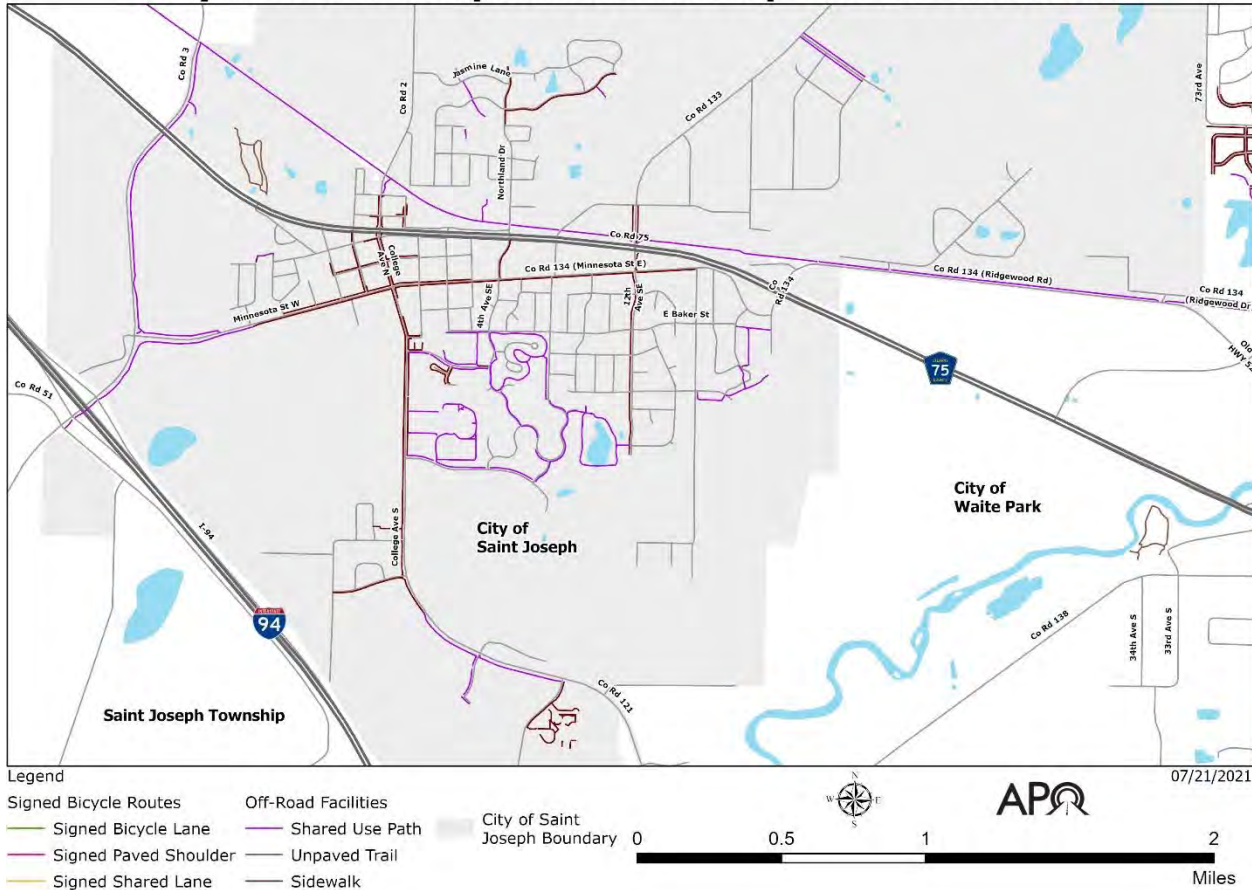 Co Rd 3
Co Rd 2
Jasmine Lane
Northland Dr
Co Rd 133
73rd Ave
Co Rd 75
College
Ave N
Co Rd 134 (Minnesota St E)
Minnesota St W
4th Ave SE
12th
Ave SE
E Baker St
Co
Rd 134
Co Rd 134 (Ridgewood Rd)
Co Rd 134
(Ridgewood Dr
Old
HWY 52
75
Co Rd 51
I-94
INTERSTATE
94
College Ave S
City of
Saint Joseph
City of
Waite Park
Co Rd 138
34th Ave S
33rd Ave S
Co Rd 121
Saint Joseph Township
07/21/2021
Legend
Signed Bicycle Routes
Signed Bicycle Lane
Signed Paved Shoulder
Signed Shared Lane
Off-Road Facilities
Shared Use Path
Unpaved Trail
Sidewalk
City of Saint
Joseph Boundary
N
W E
S
APO
0 0.5 1 2
Miles